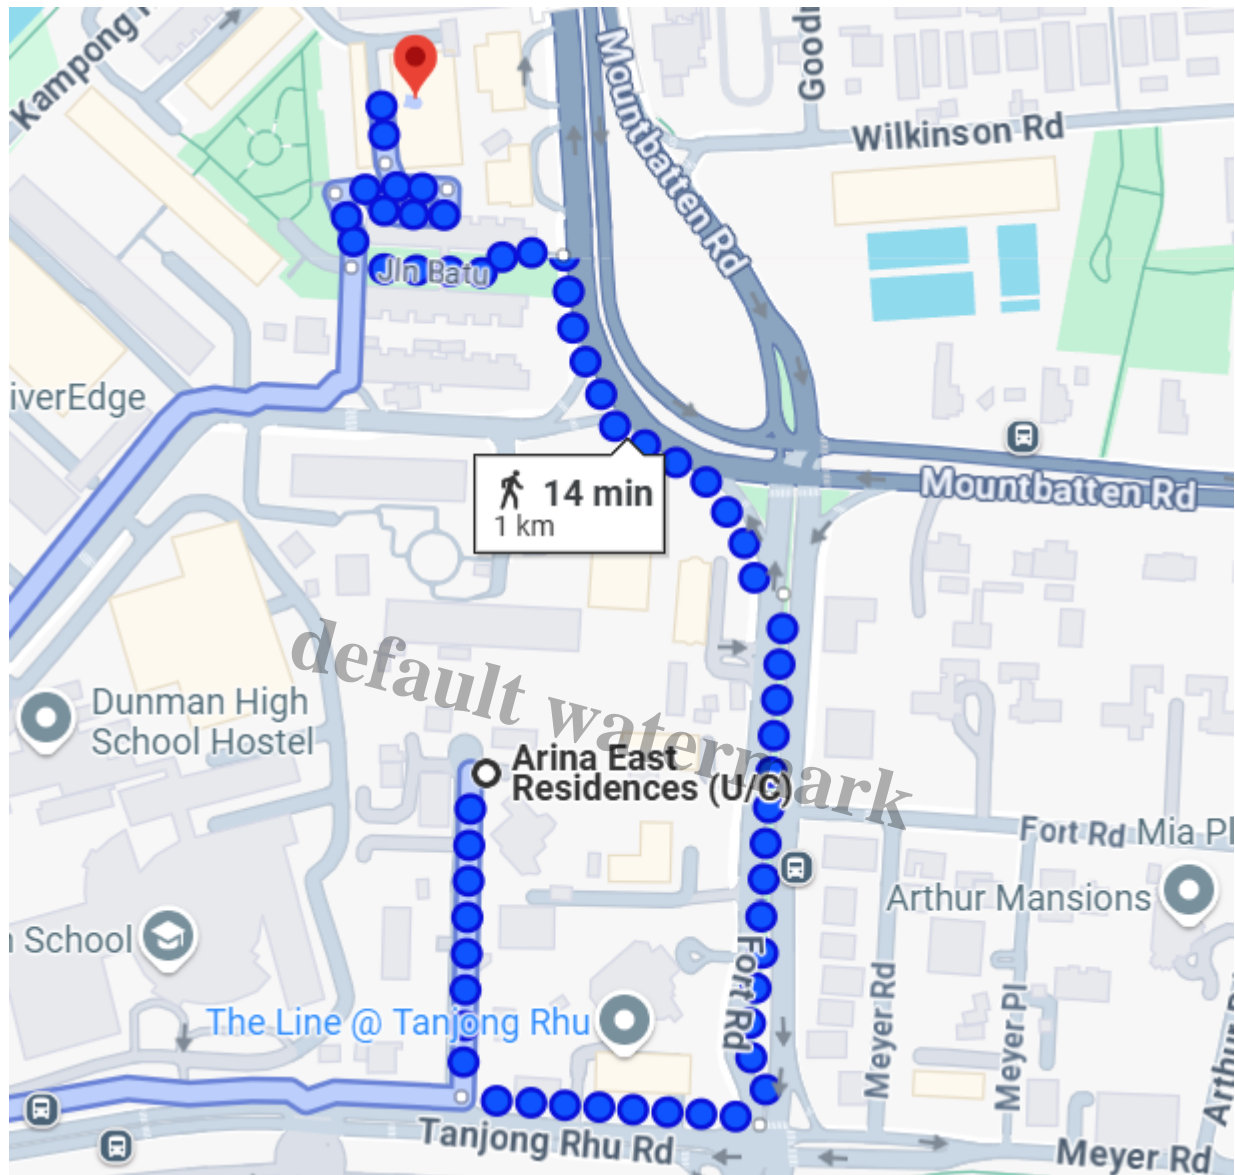 Kampong
Mountbatten Rd
Wilkinson Rd
Jln Batu
iverEdge
14 min
1 km
Mountbatten Rd
default watermark
Dunman High
School Hostel
Arina East
Residences (U/C)
Fort Rd
Mia Pl
Arthur Mansions
School
Fort Rd
Meyer Rd
Meyer Pl
The Line @ Tanjong Rhu
Tanjong Rhu Rd
Meyer Rd